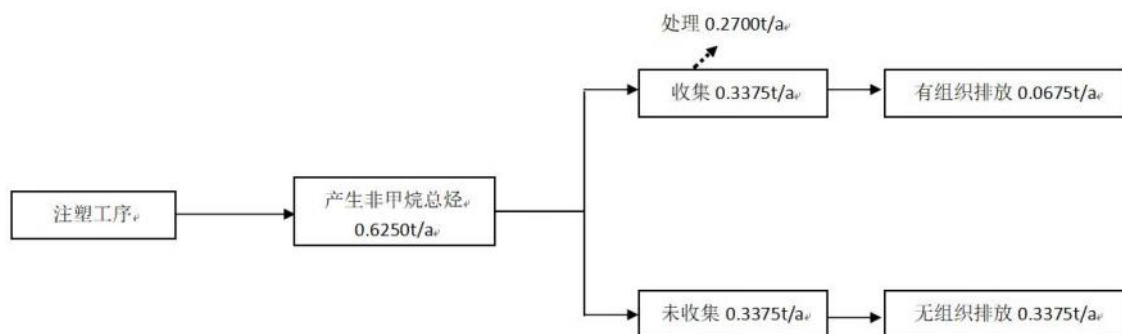 处理 0.2700t/a
收集 0.3375t/a
有组织排放 0.0675t/a
注塑工序
产生非甲烷总烃
0.6250t/a
未收集 0.3375t/a
无组织排放 0.3375t/a